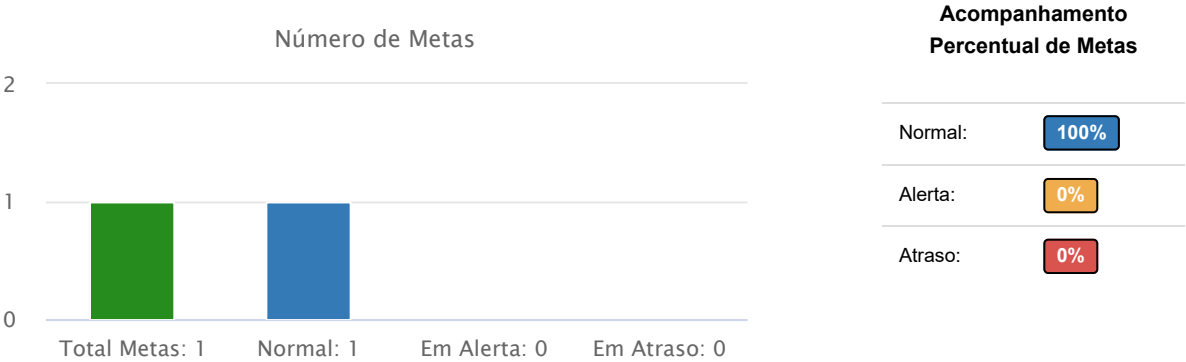 Número de Metas
2
1
0
Total Metas: 1
Normal: 1
Em Alerta: 0
Em Atraso: 0
Acompanhamento
Percentual de Metas
Normal: 100%
Alerta: 0%
Atraso: 0%